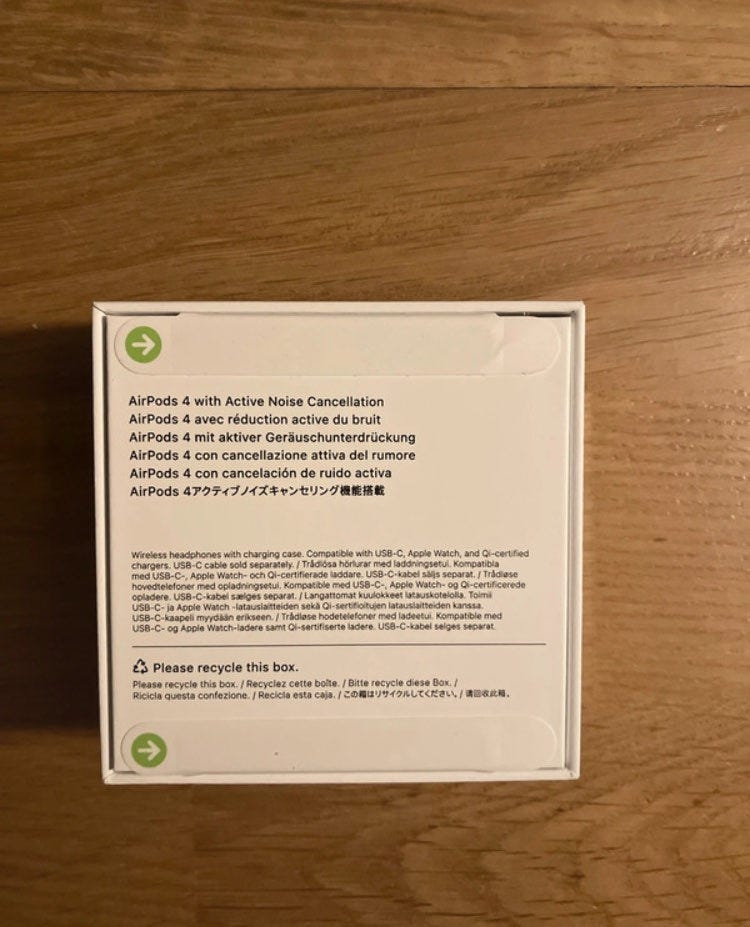 AirPods 4 with Active Noise Cancellation
AirPods 4 avec réduction active du bruit
AirPods 4 mit aktiver Geräuschunterdrückung
AirPods 4 con cancellazione attiva del rumore
AirPods 4 con cancelación de ruido activa
AirPods 4アクティブノイズキャンセリング機能搭載
Wireless headphones with charging case. Compatible with USB-C, Apple Watch, and Qi-certified
chargers. USB-C cable sold separately. / Trådlösa hörlurar med laddningsetui. Kompatibla
med USB-C-, Apple Watch- och Qi-certifierade laddare. USB-C-kabel säljs separat. / Trådløse
hovedtelefoner med opladningsetui. Kompatible med USB-C-, Apple Watch- og Qi-certificerede
opladere. USB-C-kabel sælges separat. / Langattomat kuulokkeet latauskotelolla. Toimii
USB-C- ja Apple Watch -latauslaitteiden sekä Qi-sertifioitujen latauslaitteiden kanssa.
USB-C-kaapeli myydään erikseen. / Trådløse hodetelefoner med ladeetui. Kompatible med
USB-C- og Apple Watch-ladere samt Qi-sertifiserte ladere. USB-C-kabel selges separat.
Please recycle this box.
Please recycle this box. / Recyclez cette boîte. / Bitte recycle diese Box. /
Ricicla questa confezione. / Recicla esta caja. / この箱はリサイクルしてください。/ 请回收此箱。